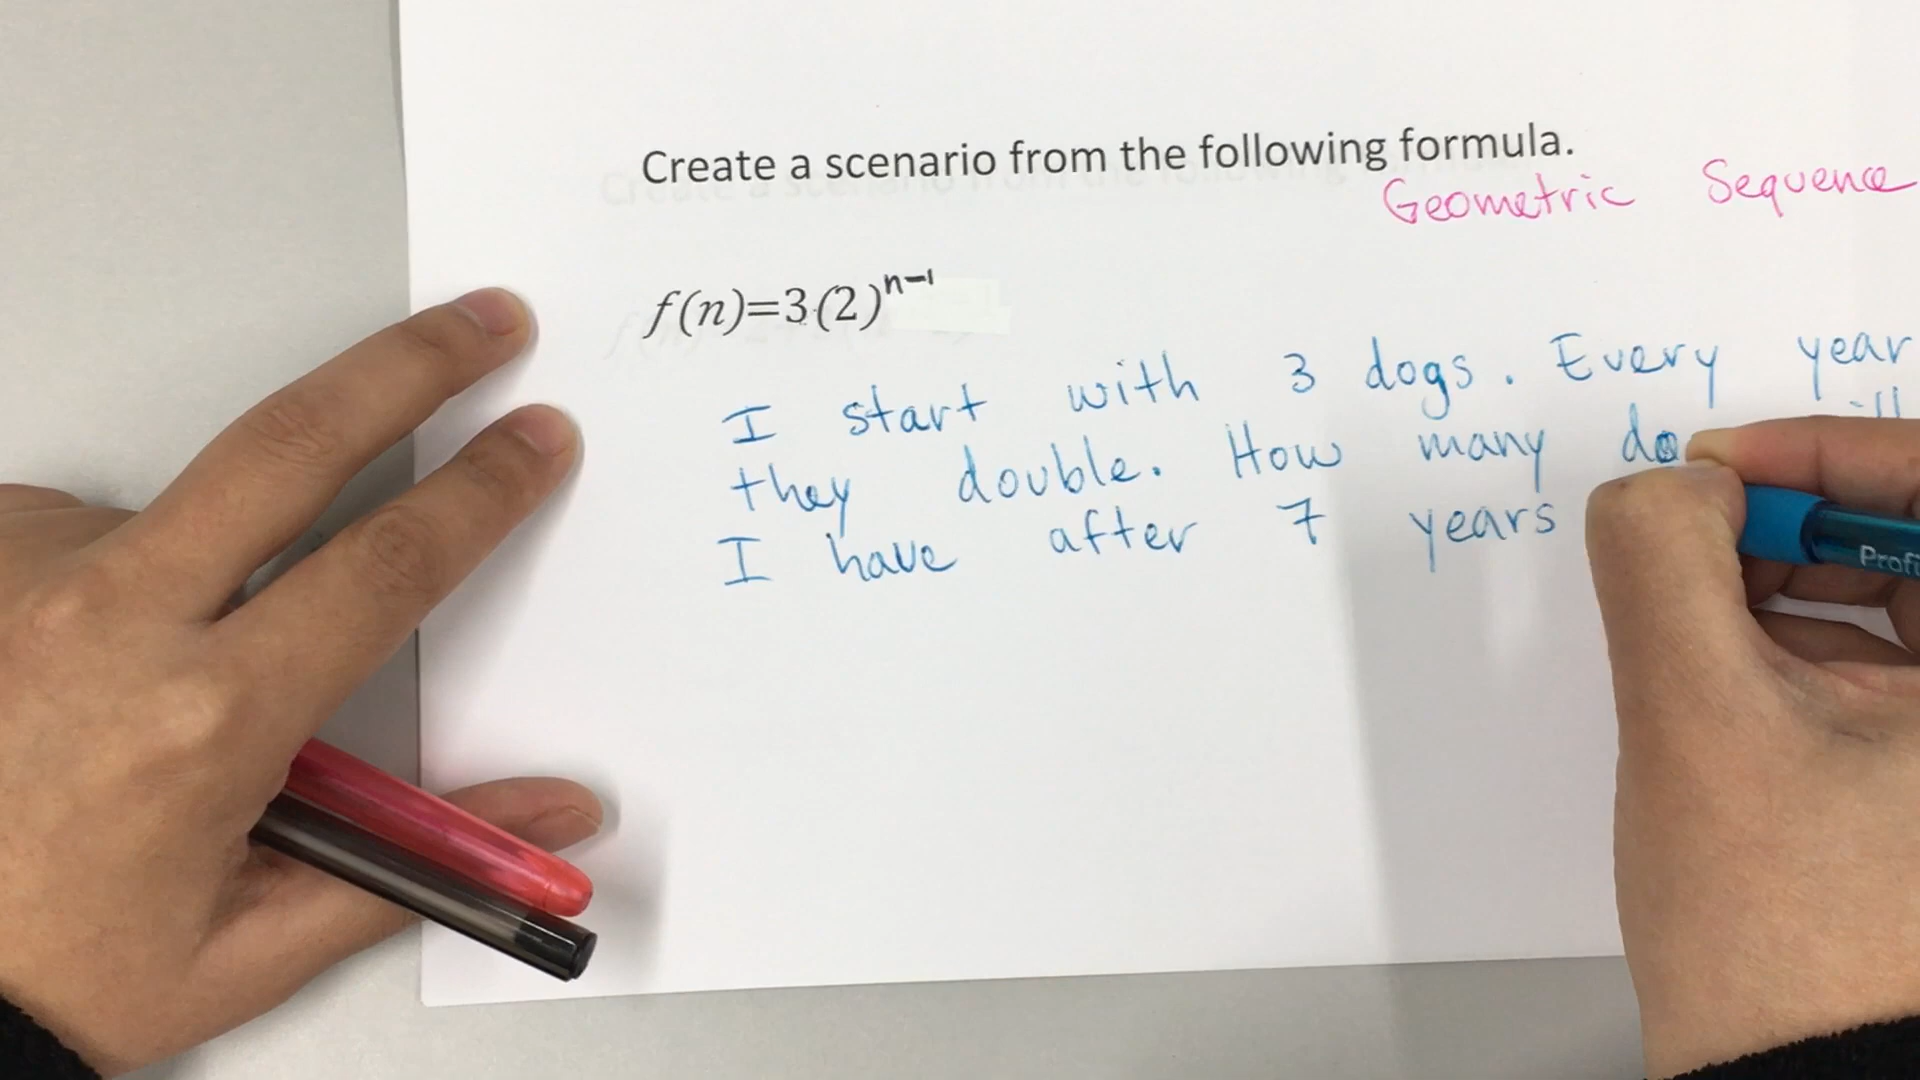 Create a scenario from the following formula.
Geometric Sequence
f(n)=3(2)^{n-1}
I start with 3 dogs. Every year
they double. How many
I have after 7 years